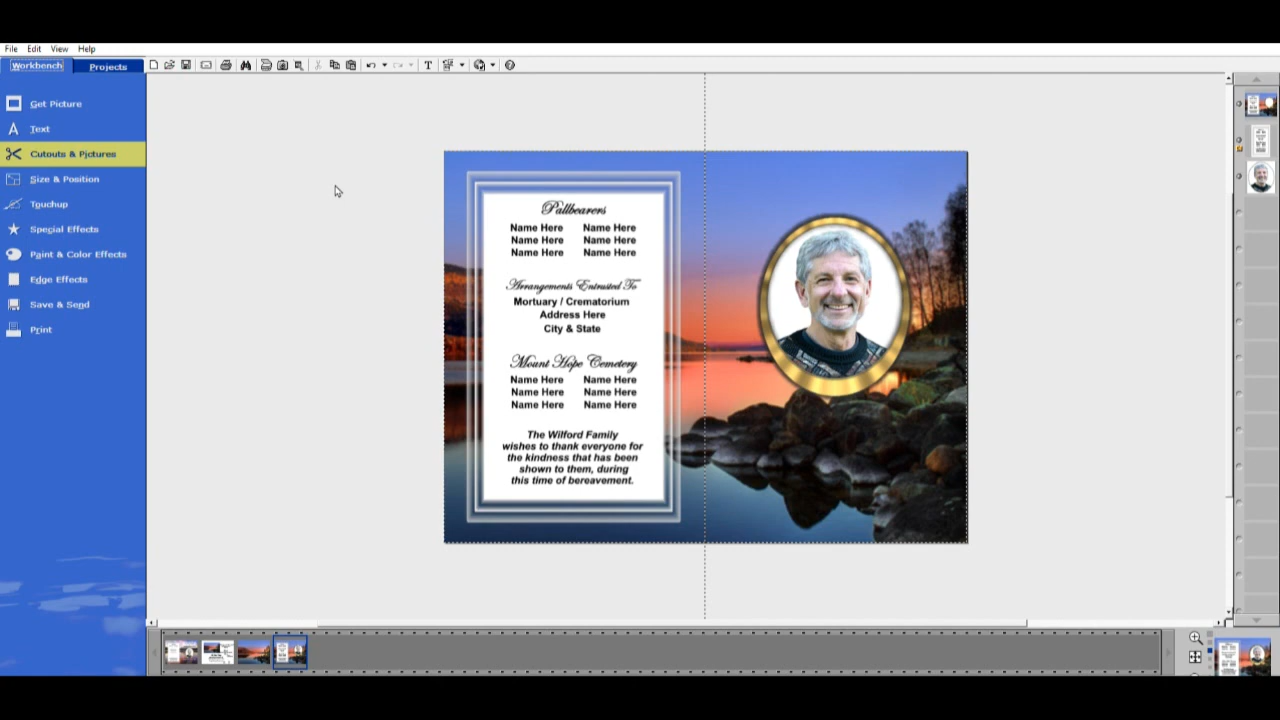 File Edit View Help
Workbench Projects
Get Picture
Text
Cutouts & Pictures
Size & Position
Touchup
Special Effects
Paint & Color Effects
Edge Effects
Save & Send
Print
Pallbearers
Name Here Name Here
Name Here Name Here
Name Here Name Here
Arrangements Entrusted To
Mortuary / Crematorium
Address Here
City & State
Mount Hope Cemetery
Name Here Name Here
Name Here Name Here
Name Here Name Here
The Wilford Family
wishes to thank everyone for
the kindness that has been
shown to them, during
this time of bereavement.